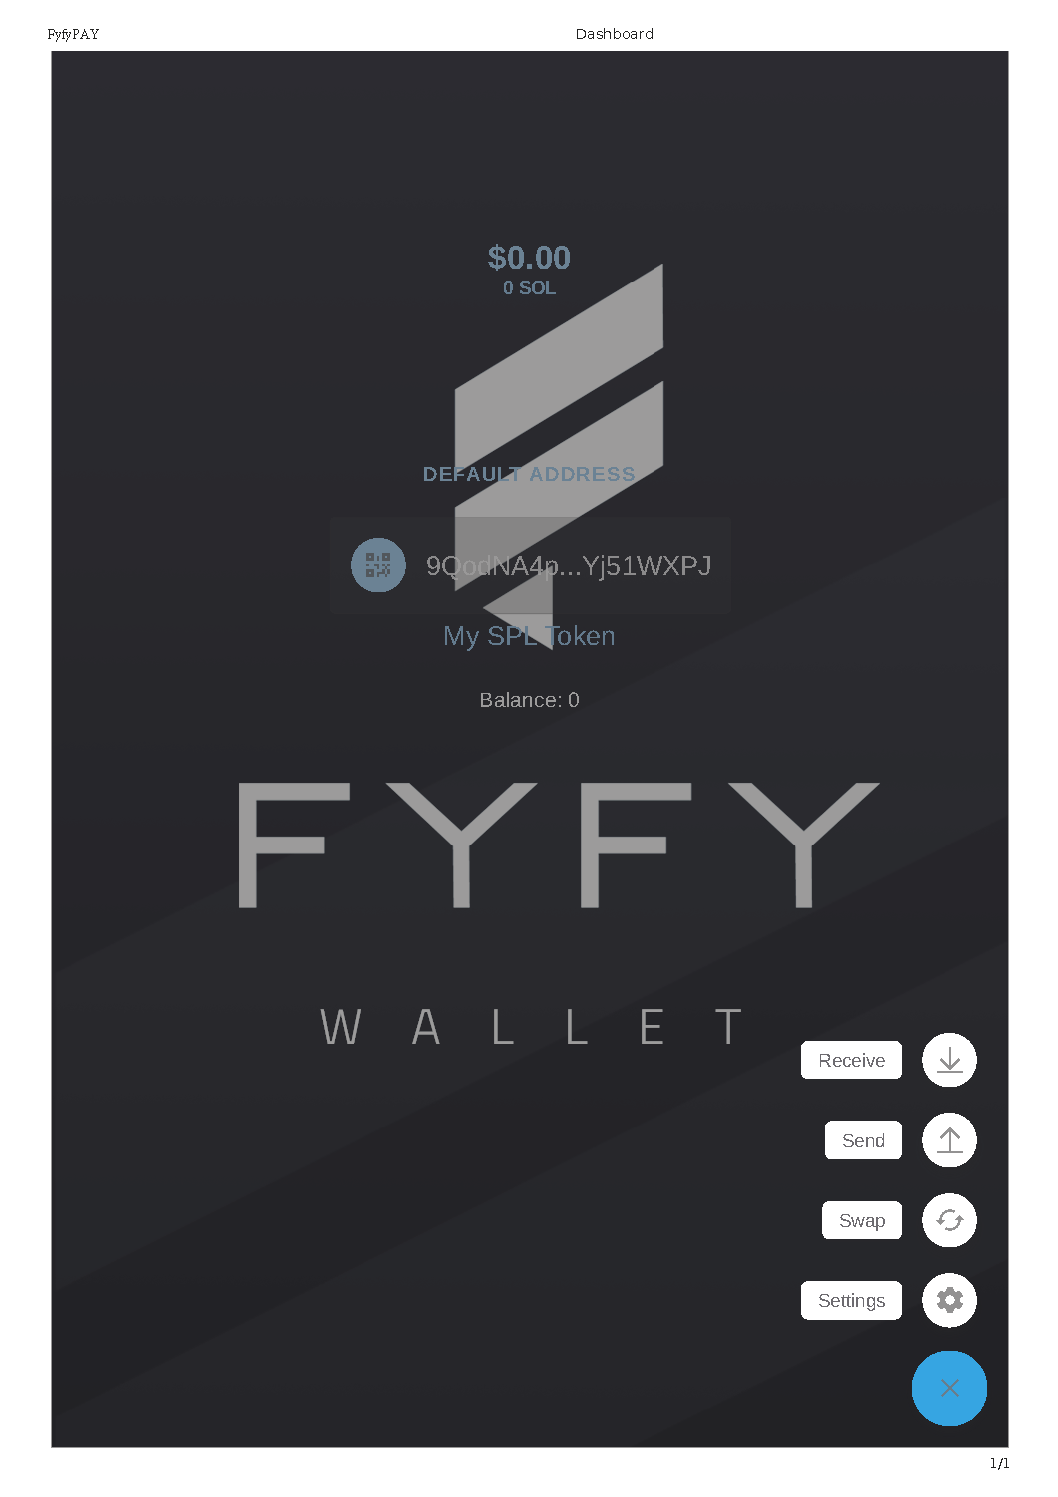 FyfyPAY Dashboard
$0.00
0 SOL
DEFAULT ADDRESS
9QodNA4p...Yj51WXPJ
My SPL Token
Balance: 0
FYFY
WALLET
Receive
Send
Swap
Settings
1/1